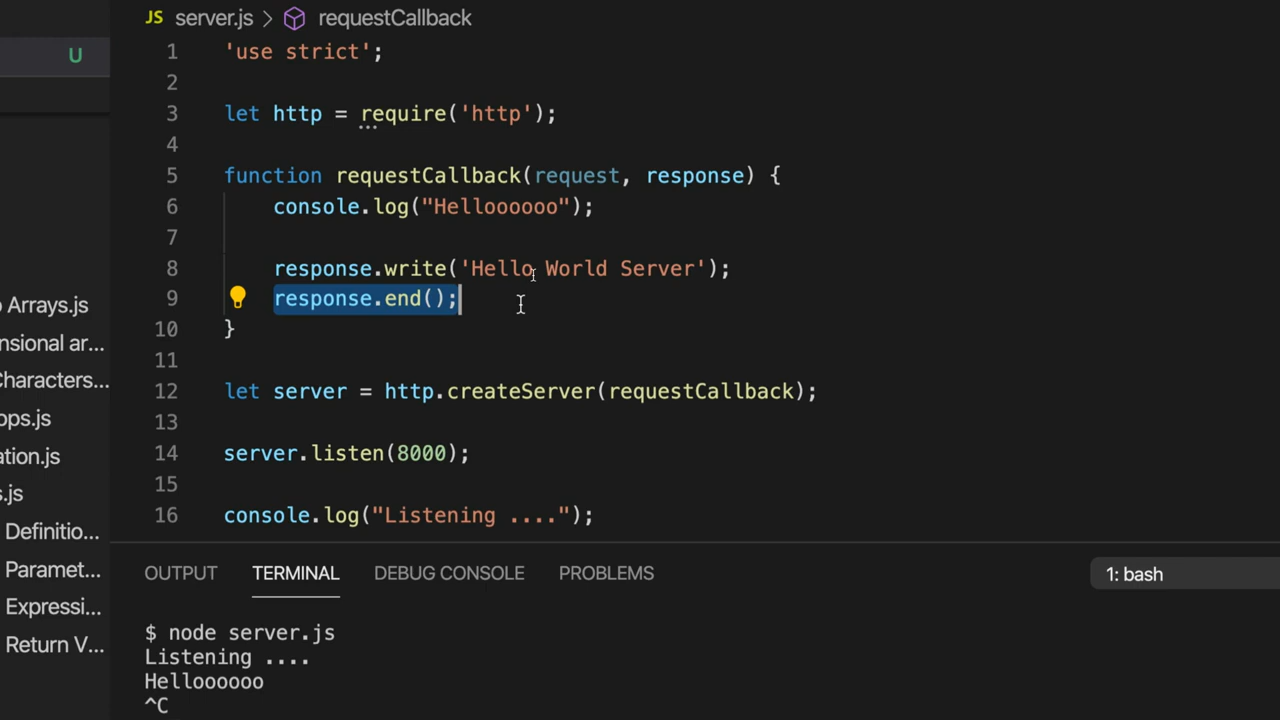 JS server.js > requestCallback
U
1 'use strict';
2
3 let http = require('http');
4
5 function requestCallback(request, response) {
6 console.log("Helloooooo");
7
8 response.write('Hello World Server');
9 response.end();
10 }
11
12 let server = http.createServer(requestCallback);
13
14 server.listen(8000);
15
16 console.log("Listening ....");
Arrays.js
nsional ar...
Characters...
ops.js
ation.js
s.js
Definitio...
Paramet...
Expressi...
Return V...
OUTPUT TERMINAL DEBUG CONSOLE PROBLEMS 1: bash
$ node server.js
Listening ....
Helloooooo
^C